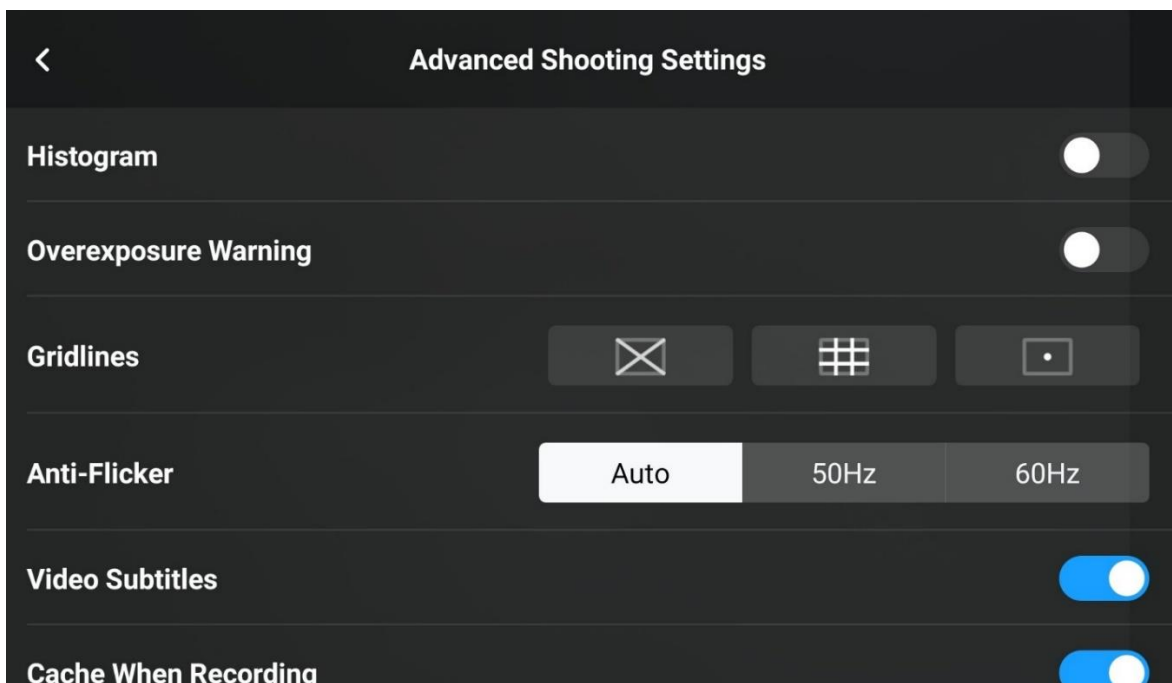 Advanced Shooting Settings
Histogram
Overexposure Warning
Gridlines
Anti-Flicker Auto 50Hz 60Hz
Video Subtitles
Cache When Recording